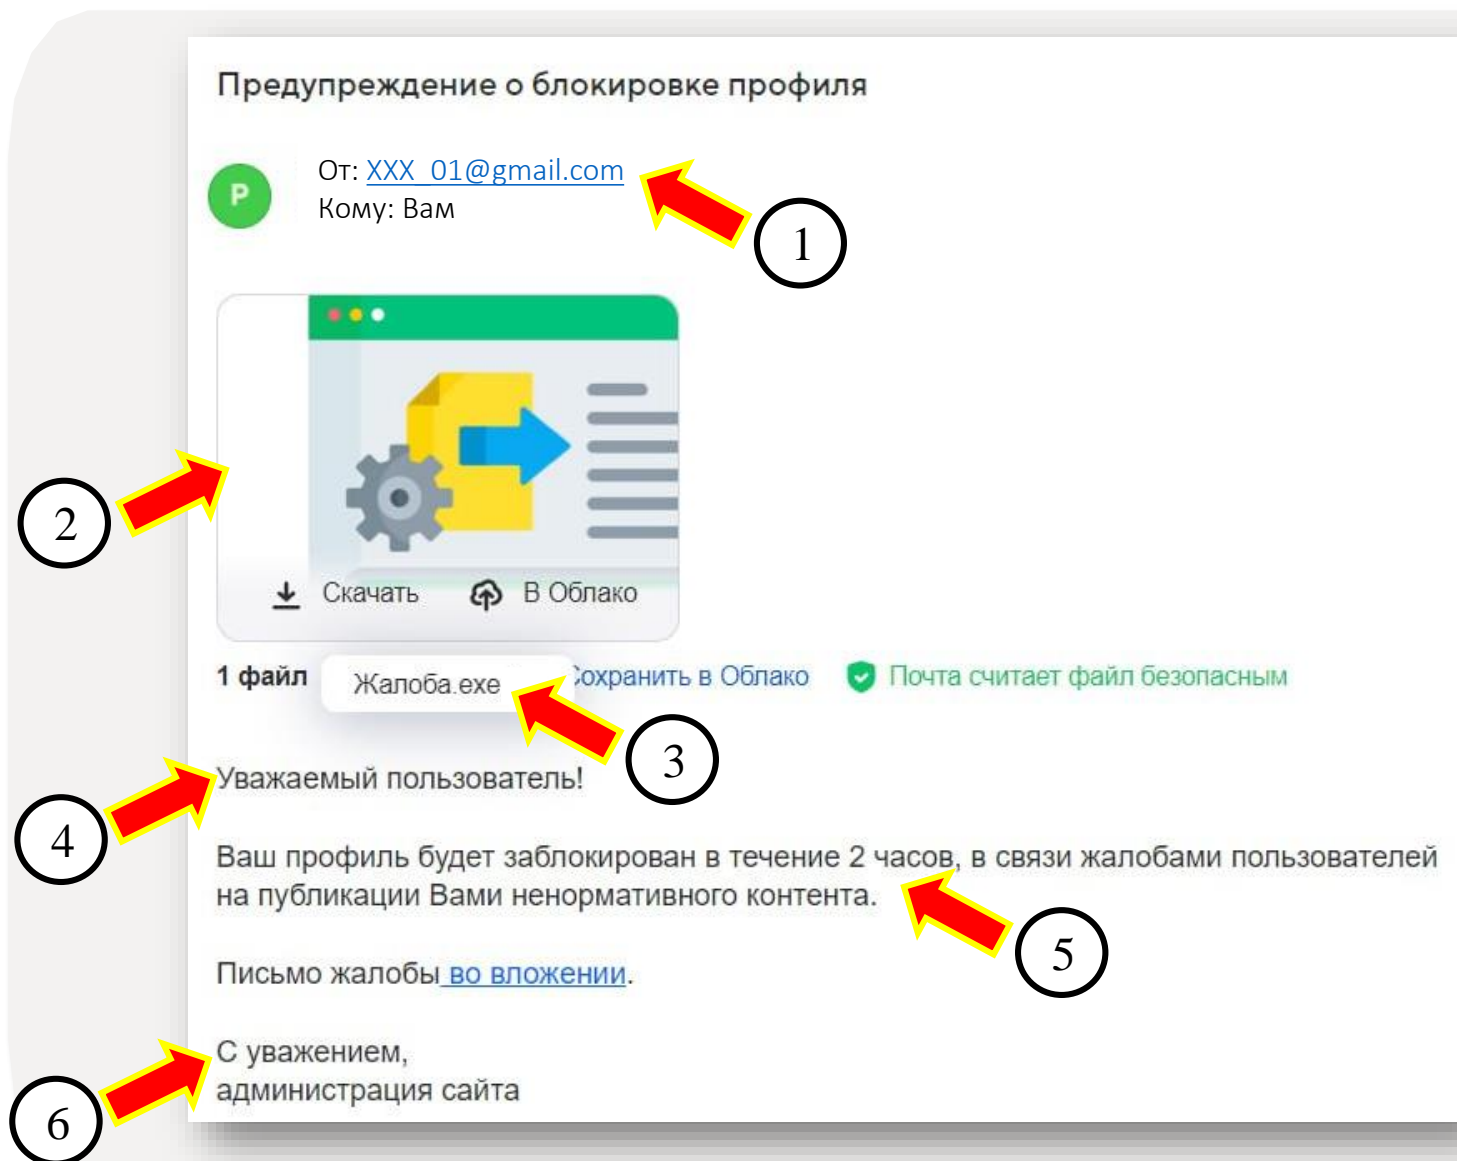 Предупреждение о блокировке профиля
P
От: XXX_01@gmail.com
Кому: Вам
1
2
Скачать
В Облако
1 файл
Жалоба.exe
Сохранить в Облако
Почта считает файл безопасным
3
4
Уважаемый пользователь!
Ваш профиль будет заблокирован в течение 2 часов, в связи жалобами пользователей
на публикации Вами ненормативного контента.
5
Письмо жалобы во вложении.
6
С уважением,
администрация сайта